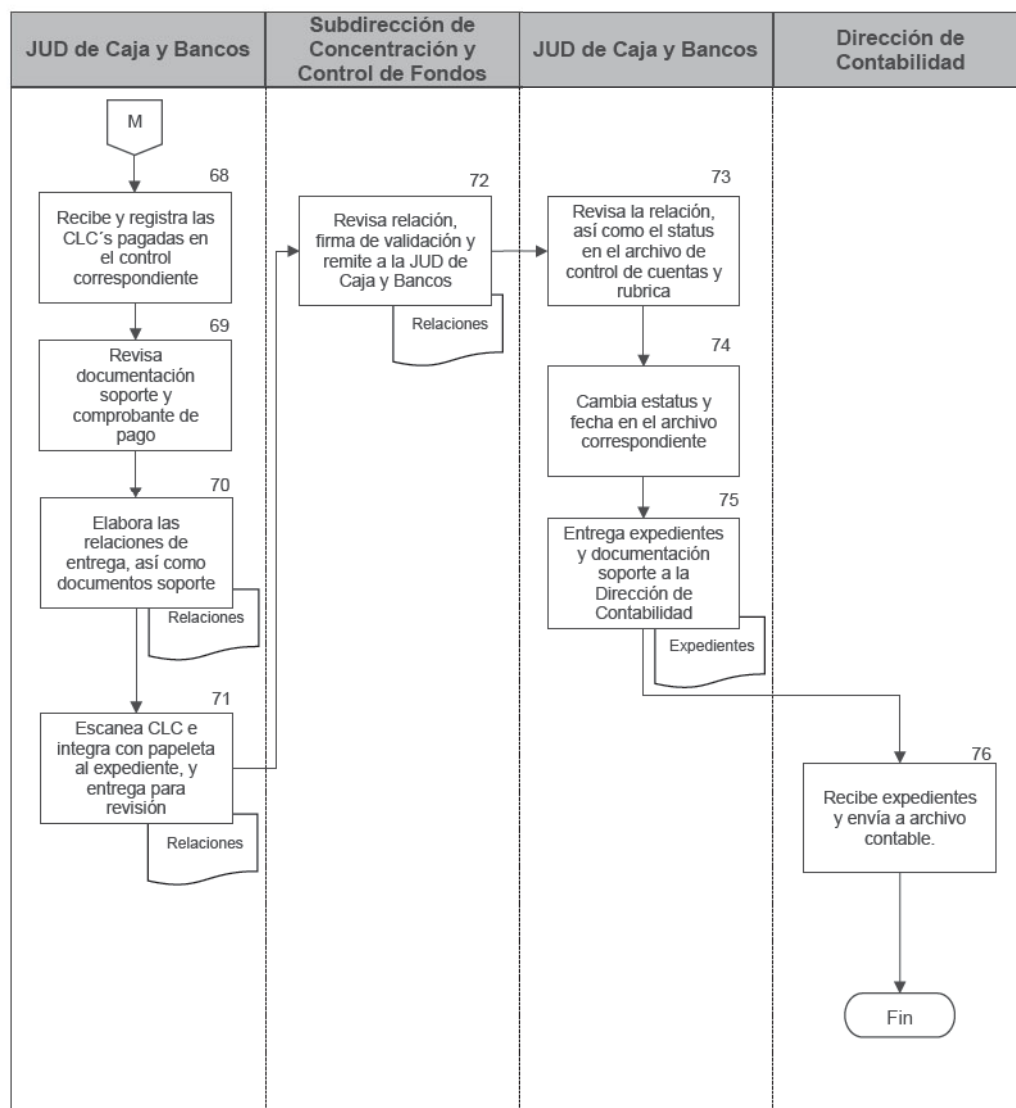 JUD de Caja y Bancos
Subdirección de
Concentración y
Control de Fondos
JUD de Caja y Bancos
Dirección de
Contabilidad
M
68
Recibe y registra las
CLC´s pagadas en
el control
correspondiente
69
Revisa
documentación
soporte y
comprobante de
pago
70
Elabora las
relaciones de
entrega, así como
documentos soporte
Relaciones
71
Escanea CLC e
integra con papeleta
al expediente, y
entrega para
revisión
Relaciones
72
Revisa relación,
firma de validación y
remite a la JUD de
Caja y Bancos
Relaciones
73
Revisa la relación,
así como el status
en el archivo de
control de cuentas y
rubrica
74
Cambia estatus y
fecha en el archivo
correspondiente
75
Entrega expedientes
y documentación
soporte a la
Dirección de
Contabilidad
Expedientes
76
Recibe expedientes
y envía a archivo
contable.
Fin